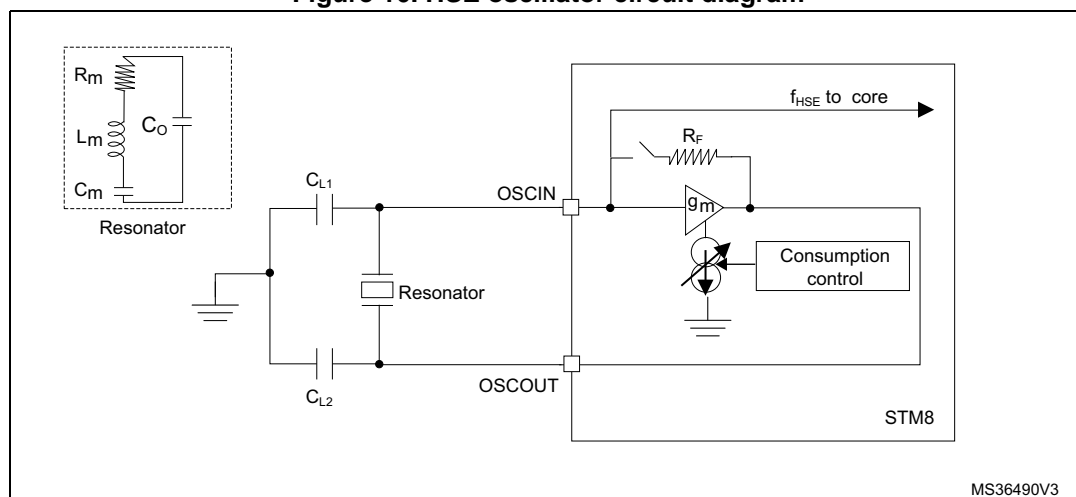 Figure HSE oscillator circuit diagram
Rm
Lm
CO
Cm
Resonator
CL1
CL2
Resonator
OSCIN
OSCOUT
fHSE to core
RF
gm
Consumption
control
STM8
MS36490V3